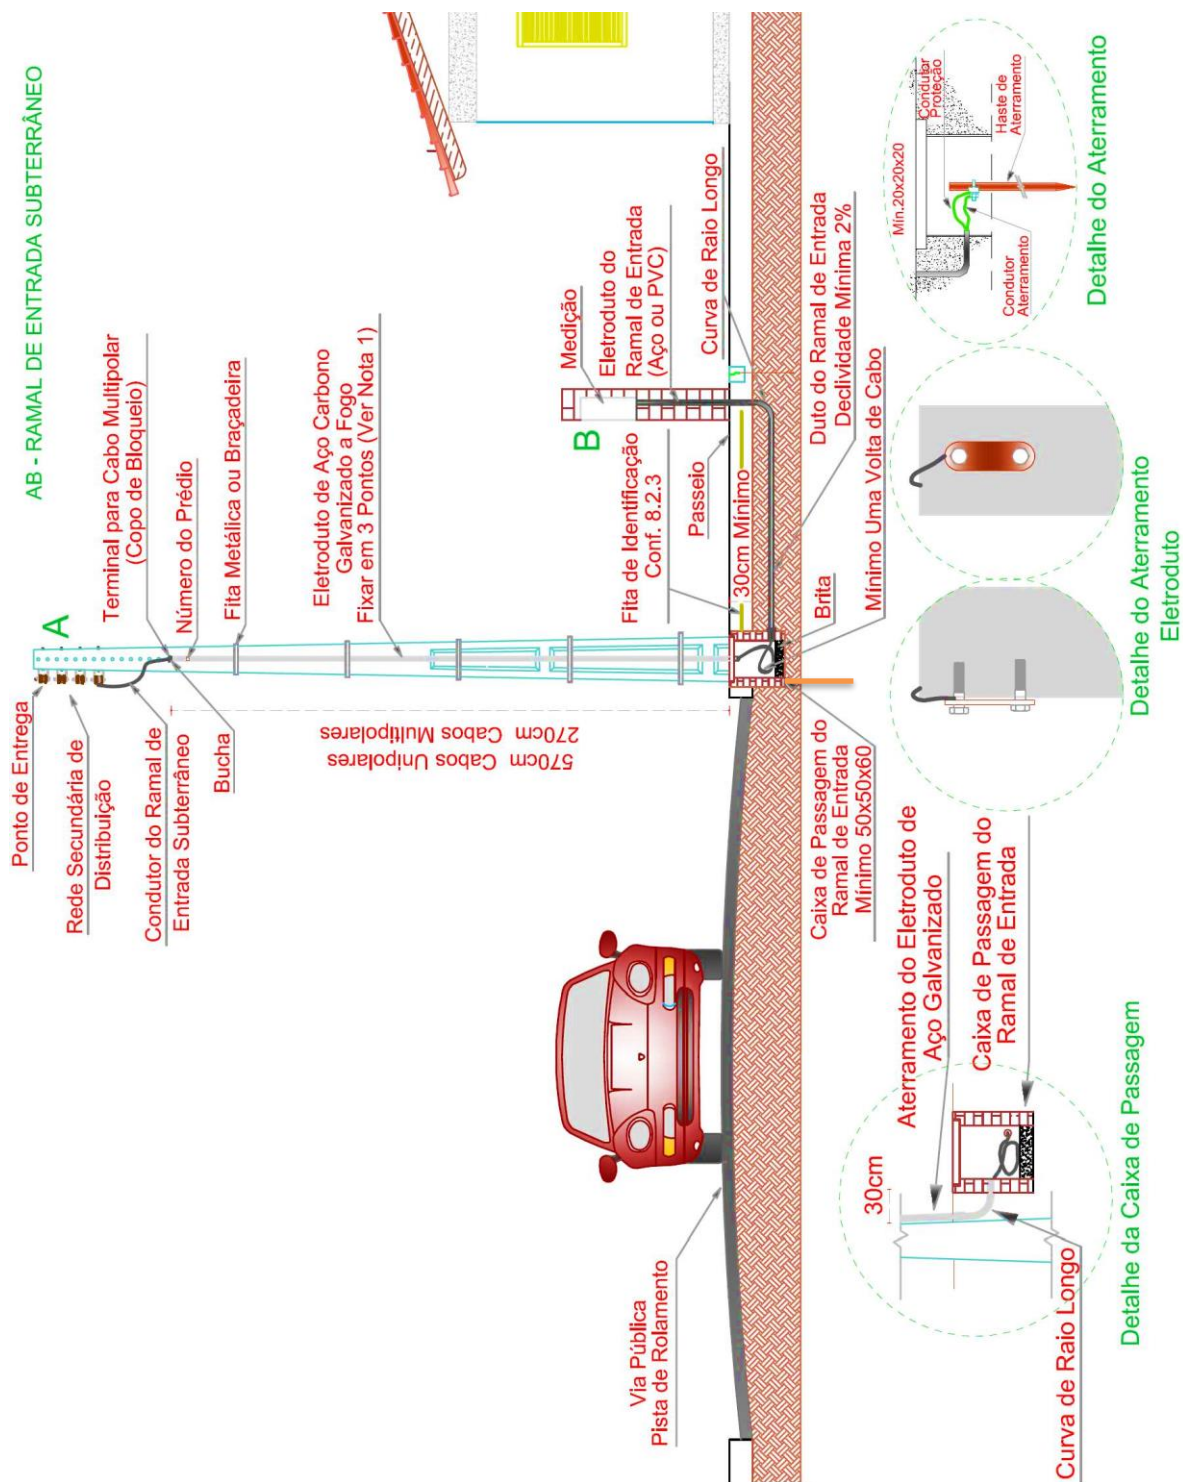 AB - RAMAL DE ENTRADA SUBTERRÂNEO
Ponto de Entrega
Rede Secundária de
Distribuição
Condutor do Ramal de
Entrada Subterrâneo
Bucha
A
Terminal para Cabo Multipolar
(Copo de Bloqueio)
Número do Prédio
Fita Metálica ou Braçadeira
Eletroduto de Aço Carbono
Galvanizado a Fogo
Fixar em 3 Pontos (Ver Nota 1)
570cm Cabos Unipolares
270cm Cabos Multipolares
B
Medição
Eletroduto do
Ramal de Entrada
(Aço ou PVC)
Curva de Raio Longo
Fita de Identificação
Conf. 8.2.3
Passeio
30cm Mínimo
Duto do Ramal de Entrada
Declividade Mínima 2%
Mínimo Uma Volta de Cabo
Brita
Caixa de Passagem do
Ramal de Entrada
Mínimo 50x50x60
Via Pública
Pista de Rolamento
30cm
Aterramento do Eletroduto de
Aço Galvanizado
Caixa de Passsagem do
Ramal de Entrada
Curva de Raio Longo
Detalhe da Caixa de Passagem
Detalhe do Aterramento
Eletroduto
Mín.20x20x20
Condutor
Proteção
Haste de
Aterramento
Condutor
Aterramento
Detalhe do Aterramento